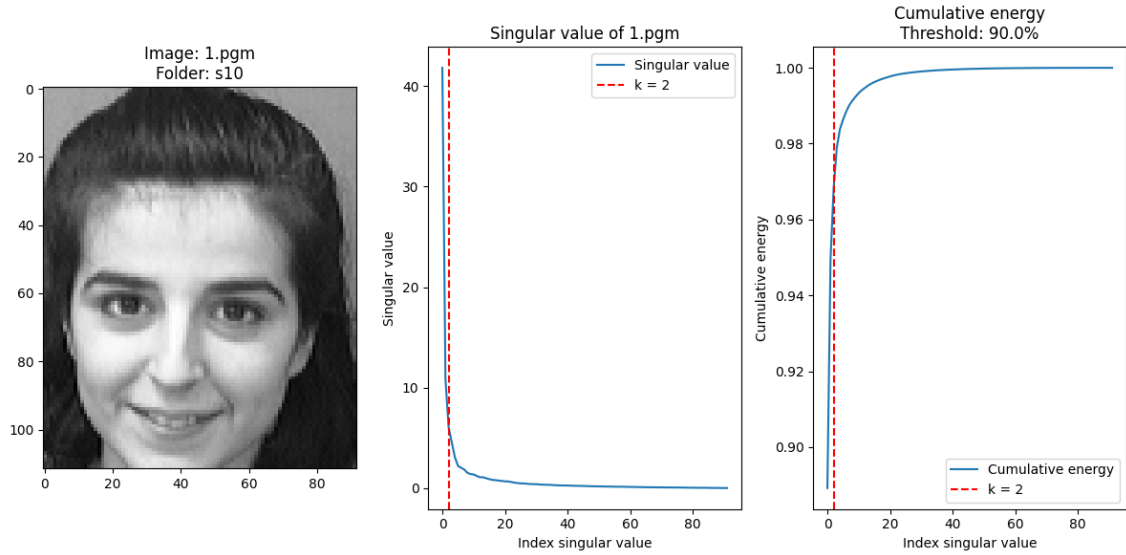 Image: 1.pgm
Folder: s10
0
20
40
60
80
100
0
20
40
60
80
Singular value of 1.pgm
Singular value
k = 2
40
30
20
10
0
Singular value
0
20
40
60
80
Index singular value
Cumulative energy
Threshold: 90.0%
1.00
0.98
0.96
0.94
0.92
0.90
Cumulative energy
Cumulative energy
k = 2
0
20
40
60
80
Index singular value